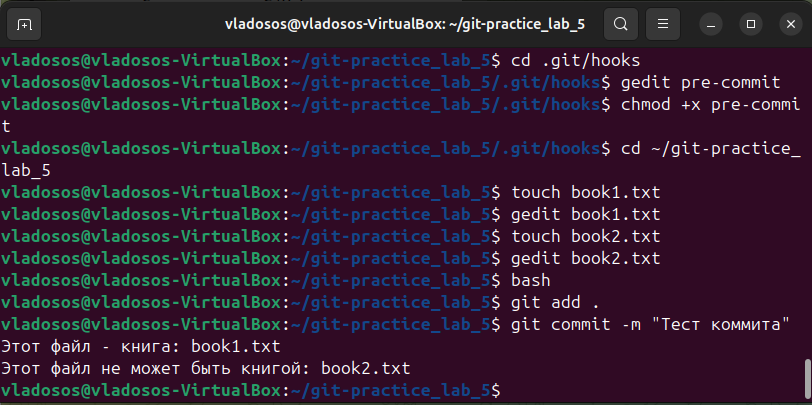 vladosos@vladosos-VirtualBox: ~/git-practice_lab_5
vladosos@vladosos-VirtualBox:~/git-practice_lab_5$ cd .git/hooks
vladosos@vladosos-VirtualBox:~/git-practice_lab_5/.git/hooks$ gedit pre-commit
vladosos@vladosos-VirtualBox:~/git-practice_lab_5/.git/hooks$ chmod +x pre-commi
t
vladosos@vladosos-VirtualBox:~/git-practice_lab_5/.git/hooks$ cd ~/git-practice_
lab_5
vladosos@vladosos-VirtualBox:~/git-practice_lab_5$ touch book1.txt
vladosos@vladosos-VirtualBox:~/git-practice_lab_5$ gedit book1.txt
vladosos@vladosos-VirtualBox:~/git-practice_lab_5$ touch book2.txt
vladosos@vladosos-VirtualBox:~/git-practice_lab_5$ gedit book2.txt
vladosos@vladosos-VirtualBox:~/git-practice_lab_5$ bash
vladosos@vladosos-VirtualBox:~/git-practice_lab_5$ git add .
vladosos@vladosos-VirtualBox:~/git-practice_lab_5$ git commit -m "Тест коммита"
Этот файл - книга: book1.txt
Этот файл не может быть книгой: book2.txt
vladosos@vladosos-VirtualBox:~/git-practice_lab_5$